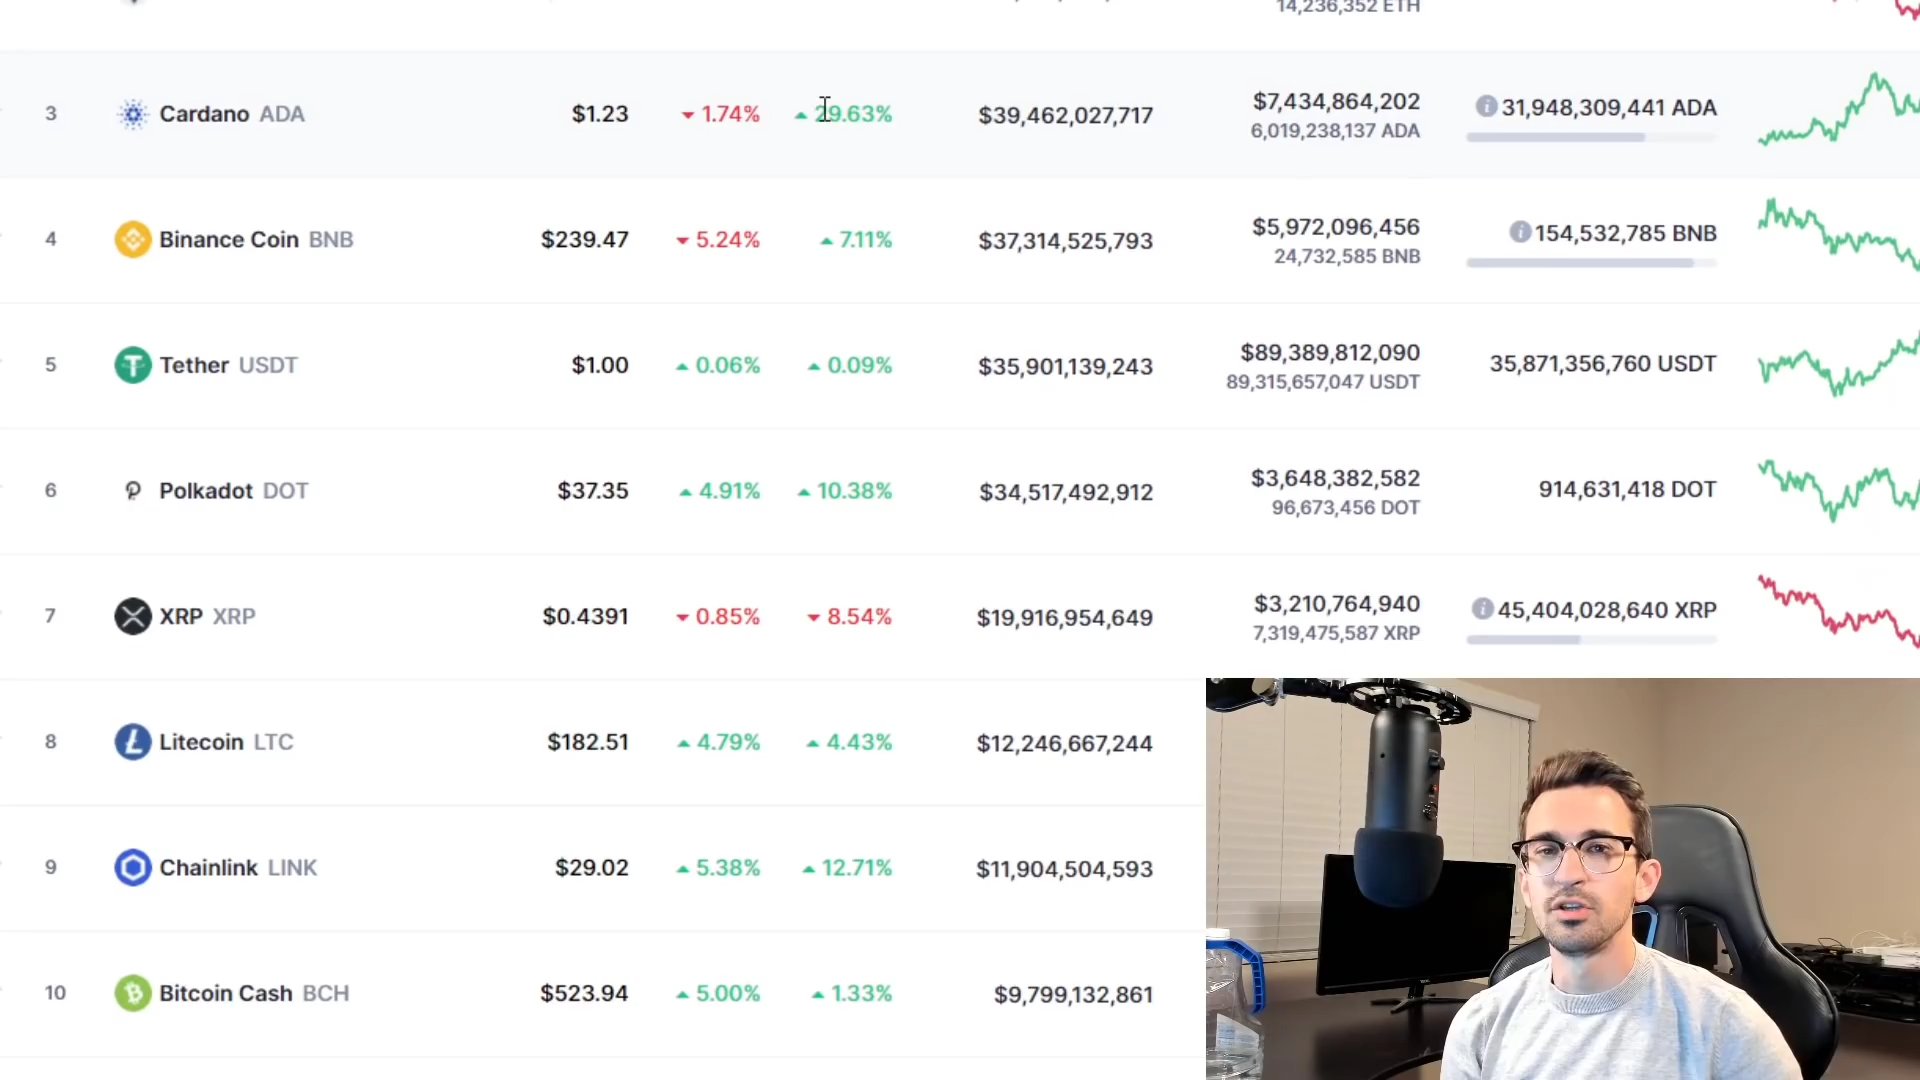 14,236,352 ETH
3 Cardano ADA $1.23 1.74% 29.63% $39,462,027,717 $7,434,864,202 31,948,309,441 ADA
6,019,238,137 ADA
4 Binance Coin BNB $239.47 5.24% 7.11% $37,314,525,793 $5,972,096,456 154,532,785 BNB
24,732,585 BNB
5 Tether USDT $1.00 0.06% 0.09% $35,901,139,243 $89,389,812,090 35,871,356,760 USDT
89,315,657,047 USDT
6 Polkadot DOT $37.35 4.91% 10.38% $34,517,492,912 $3,648,382,582 914,631,418 DOT
96,673,456 DOT
7 XRP XRP $0.4391 0.85% 8.54% $19,916,954,649 $3,210,764,940 45,404,028,640 XRP
7,319,475,587 XRP
8 Litecoin LTC $182.51 4.79% 4.43% $12,246,667,244
9 Chainlink LINK $29.02 5.38% 12.71% $11,904,504,593
10 Bitcoin Cash BCH $523.94 5.00% 1.33% $9,799,132,861